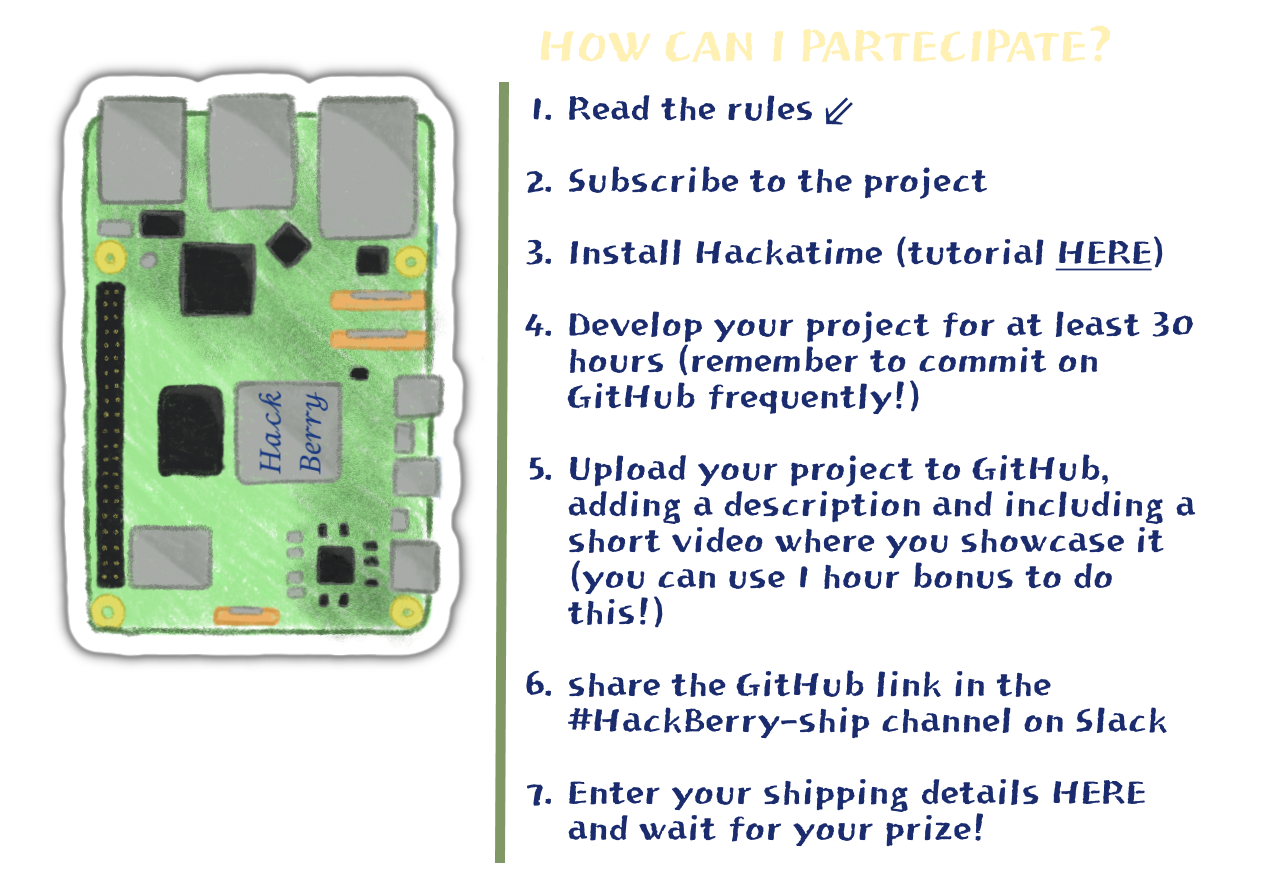 HOW CAN I PARTECIPATE?
1. Read the rules ⇙
2. Subscribe to the project
3. Install Hackatime (tutorial HERE)
4. Develop your project for at least 30
hours (remember to commit on
GitHub frequently!)
5. Upload your project to GitHub,
adding a description and including a
short video where you showcase it
(you can use 1 hour bonus to do
this!)
6. share the GitHub link in the
#HackBerry-ship channel on Slack
7. Enter your shipping details HERE
and wait for your prize!
Hack
Berry